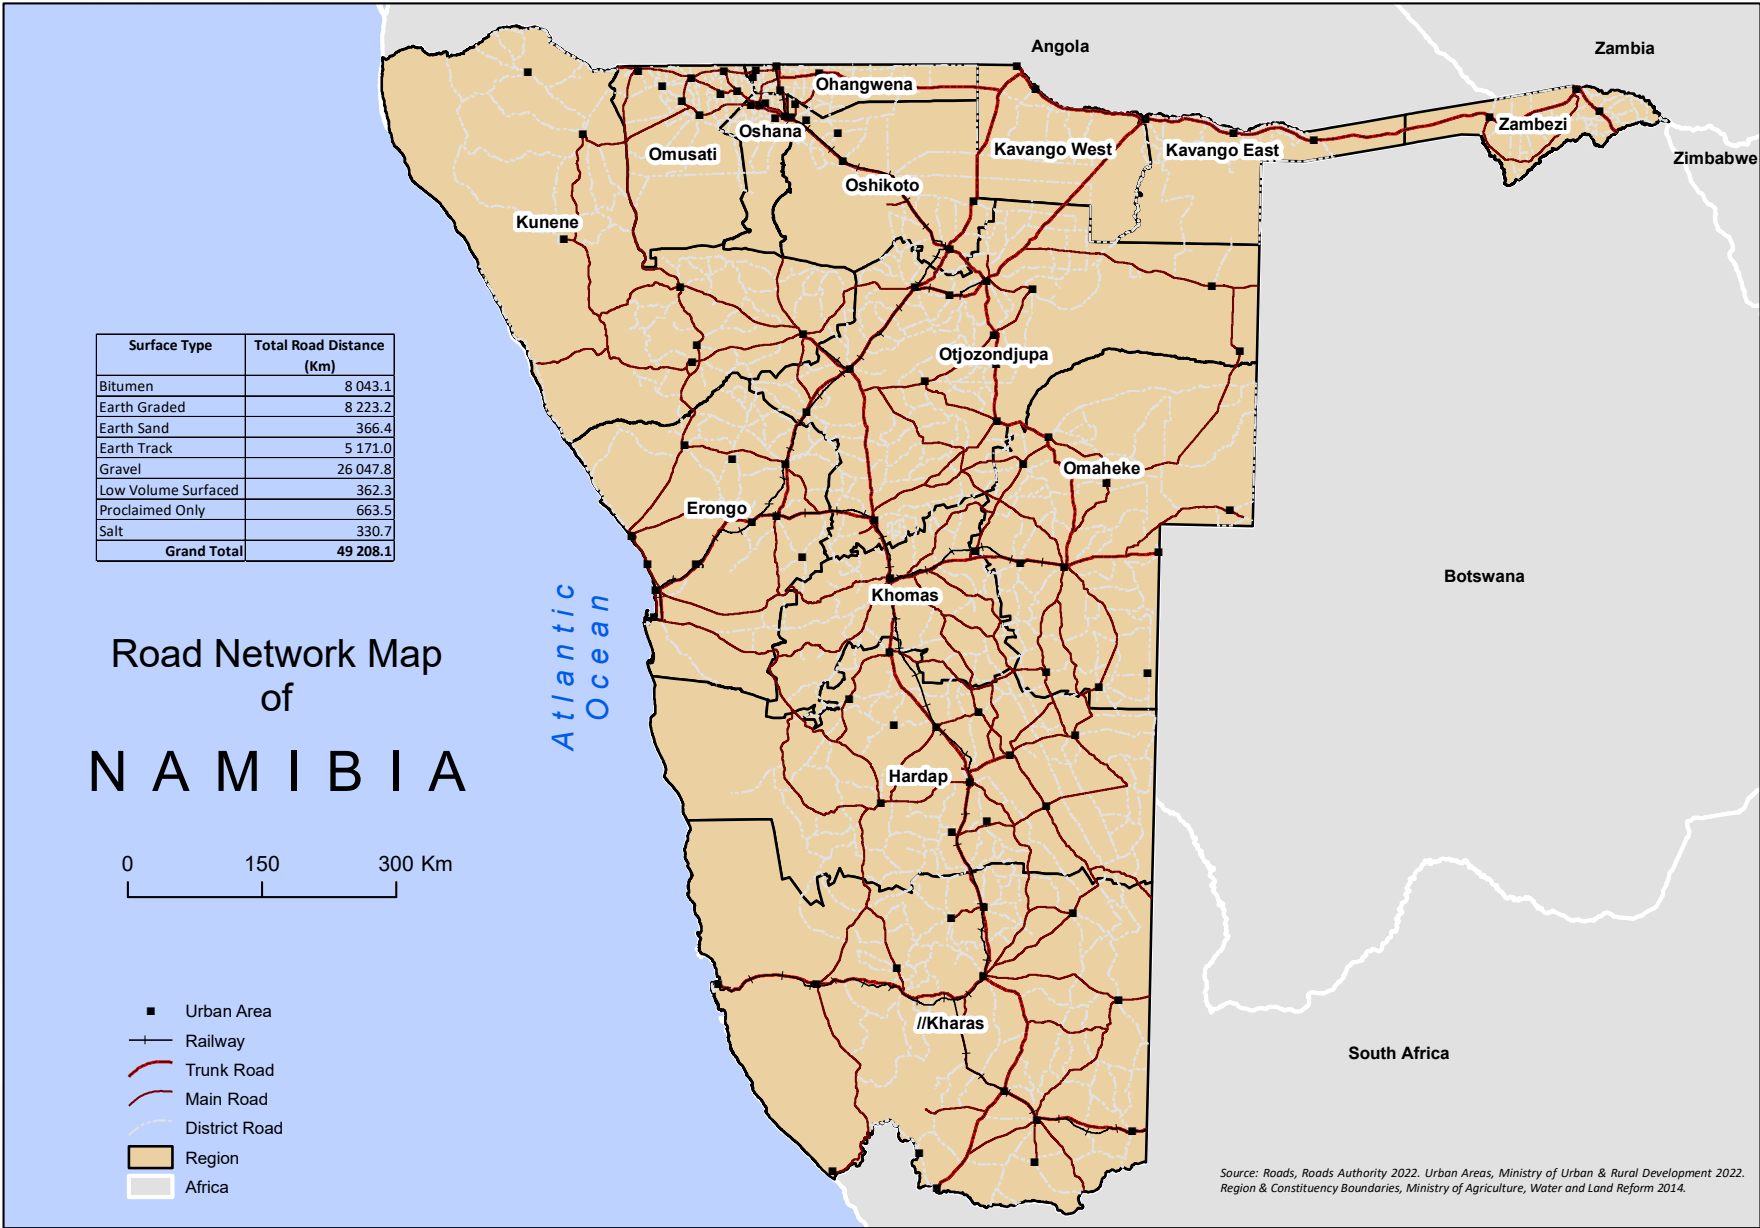 Angola
Zambia
Ohangwena
Oshana
Omusati
Kavango West
Kavango East
Zambezi
Zimbabwe
Oshikoto
Kunene
Surface Type Total Road Distance
(Km)
Bitumen 8 043.1
Earth Graded 8 223.2
Earth Sand 366.4
Earth Track 5 171.0
Gravel 26 047.8
Low Volume Surfaced 362.3
Proclaimed Only 663.5
Salt 330.7
Grand Total 49 208.1
Otjozondjupa
Omaheke
Erongo
Khomas
Botswana
Atlantic
Ocean
Road Network Map
of
NAMIBIA
Hardap
0 150 300 Km
//Kharas
South Africa
Urban Area
Railway
Trunk Road
Main Road
District Road
Region
Africa
Source: Roads, Roads Authority 2022. Urban Areas, Ministry of Urban & Rural Development 2022.
Region & Constituency Boundaries, Ministry of Agriculture, Water and Land Reform 2014.